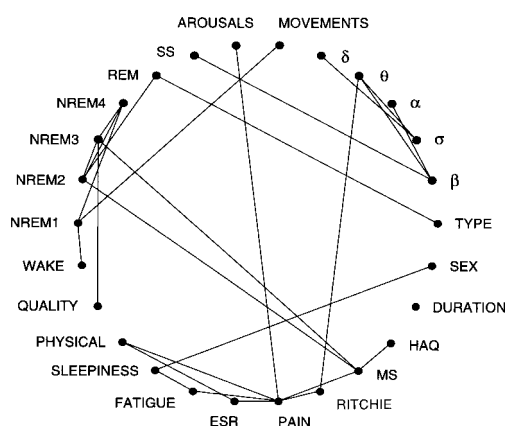 AROUSALS MOVEMENTS
SS δ
REM θ
NREM4 α
NREM3 σ
NREM2 β
NREM1 TYPE
WAKE SEX
QUALITY DURATION
PHYSICAL HAQ
SLEEPINESS MS
FATIGUE RITCHIE
ESR PAIN